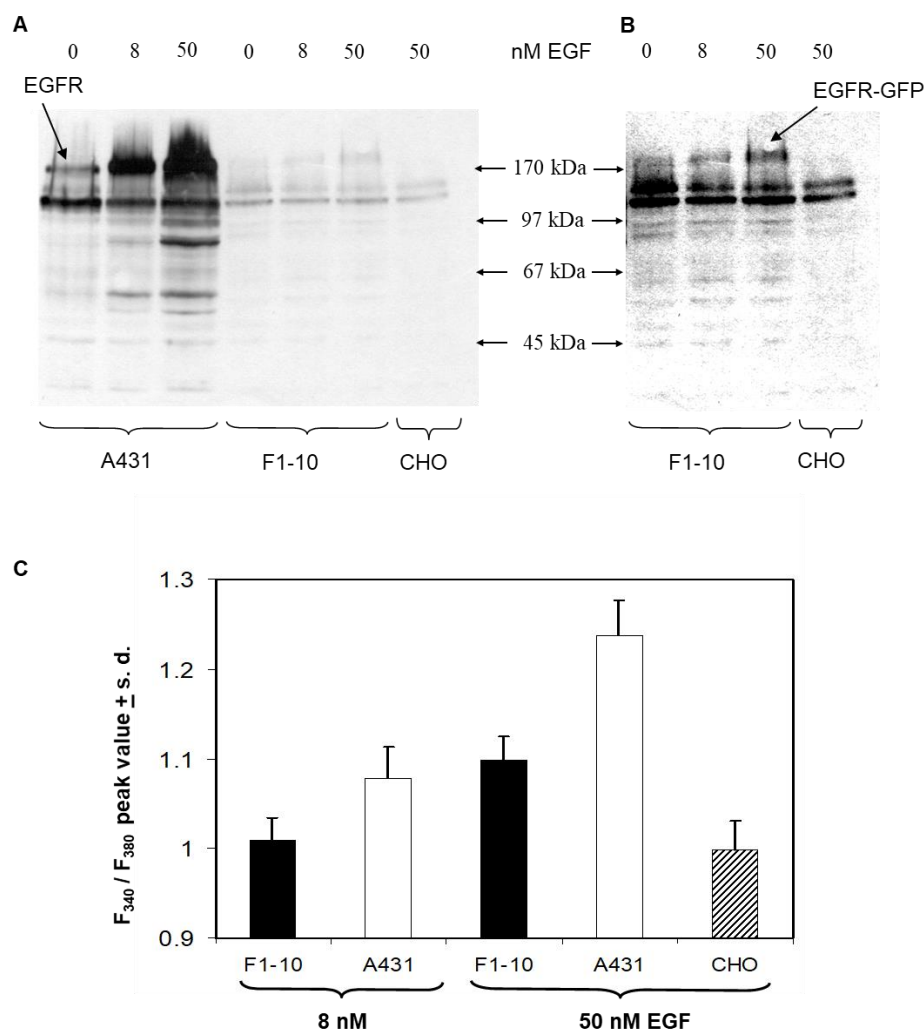 A
0 8 50 0 8 50 50 nM EGF
EGFR
170 kDa
97 kDa
67 kDa
45 kDa
A431 F1-10 CHO
B
0 8 50 50
EGFR-GFP
F1-10 CHO
C
F340 / F380 peak value ± s. d.
1.3
1.2
1.1
1
0.9
F1-10 A431 F1-10 A431 CHO
8 nM 50 nM EGF